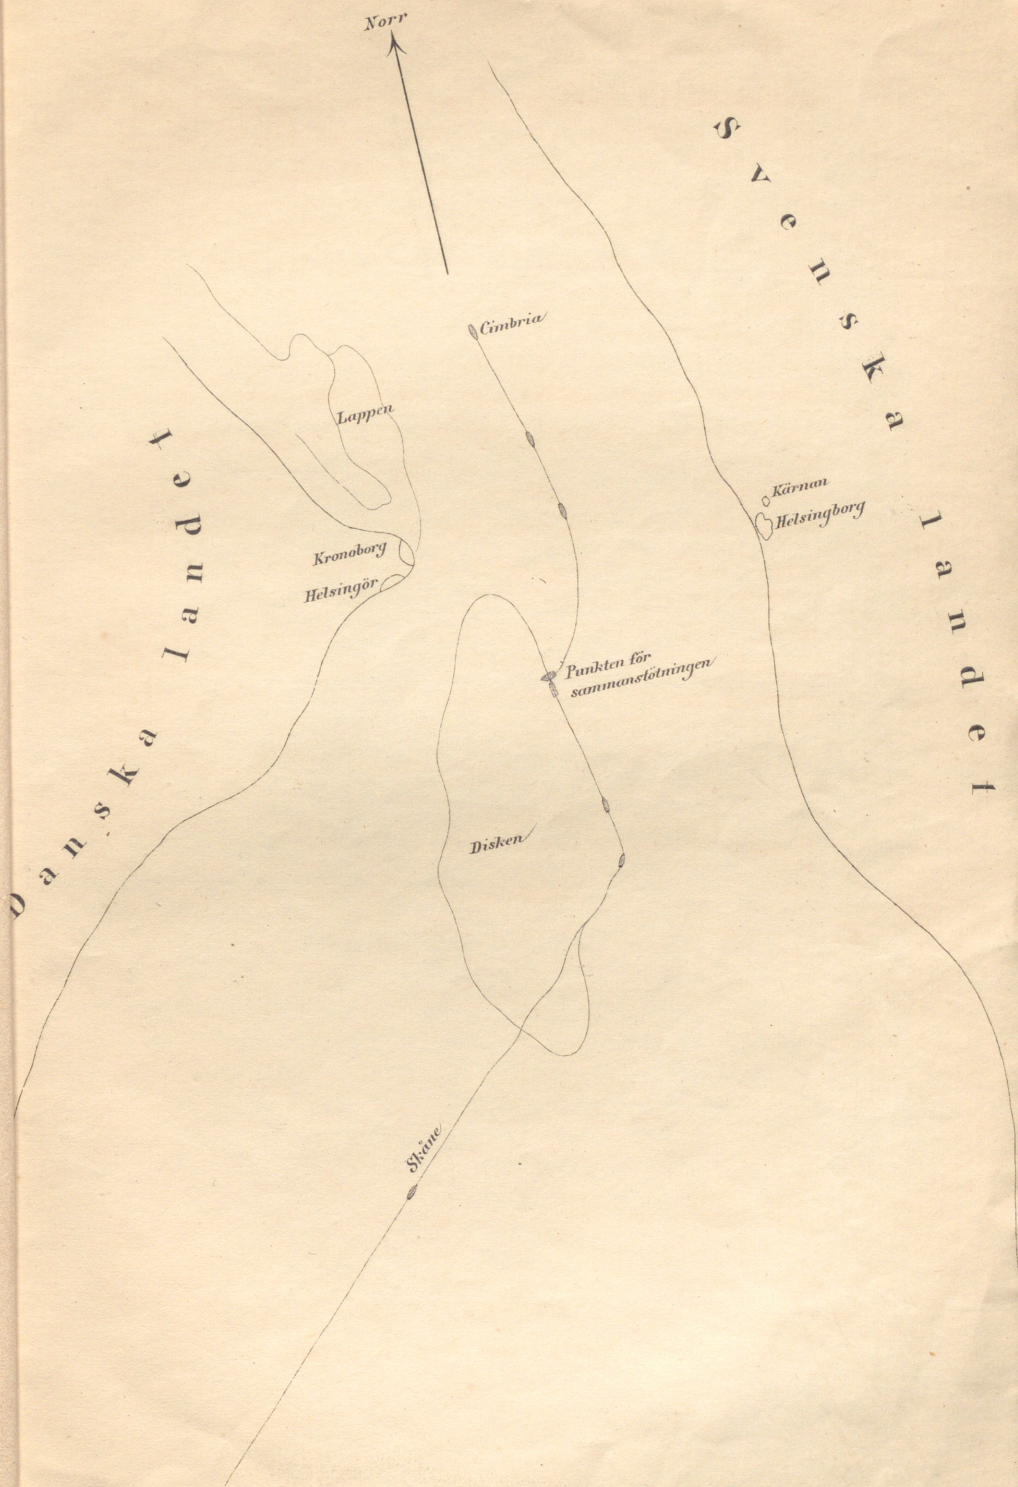 Norr
Svenska landet
Cimbria
Lappen
Danska landet
Kärnan
Helsingborg
Kronoborg
Helsingör
Punkten för
sammanstötningen
Disken
Skåne